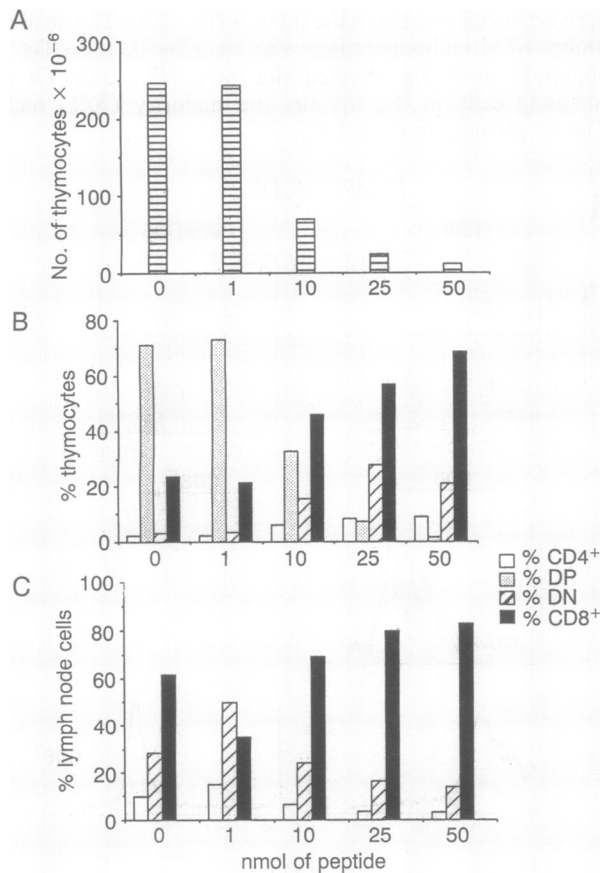 A
300
200
100
0
No. of thymocytes × 10⁻⁶
0 1 10 25 50
B
80
60
40
20
0
% thymocytes
0 1 10 25 50
% CD4⁺
% DP
% DN
% CD8⁺
C
100
80
60
40
20
0
% lymph node cells
0 1 10 25 50
nmol of peptide